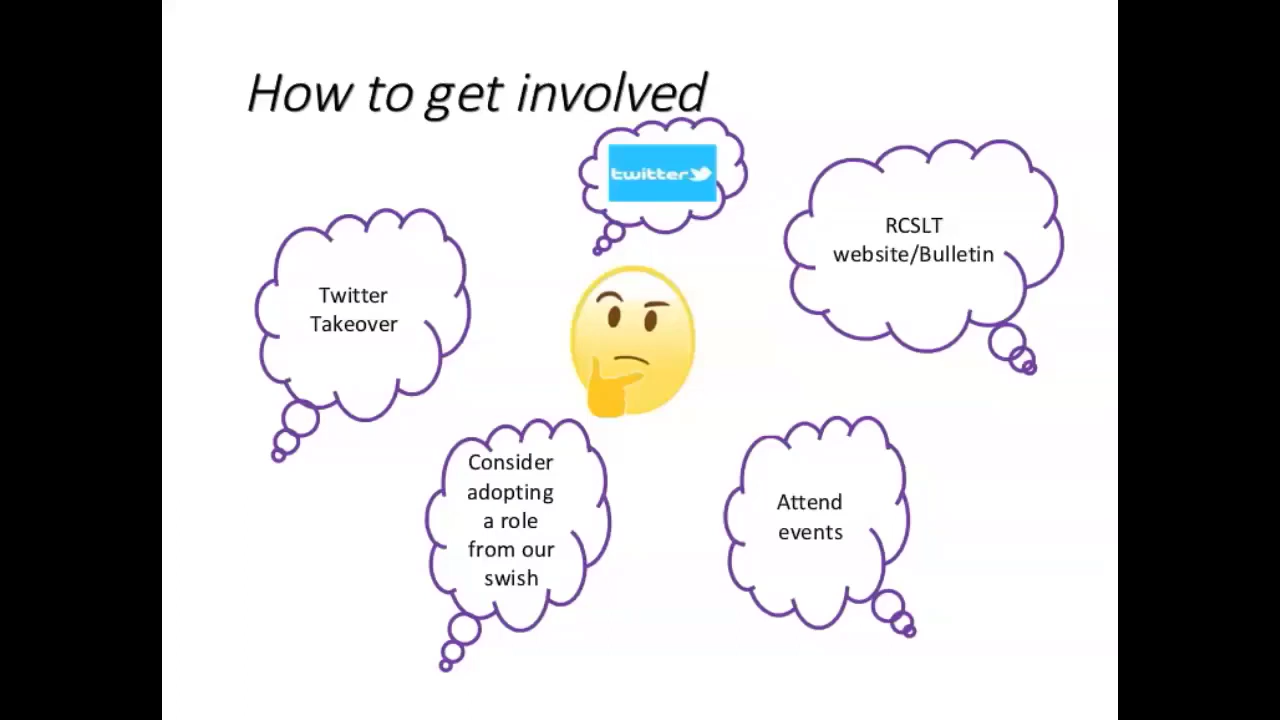 How to get involved
twitter
RCSLT
website/Bulletin
Twitter
Takeover
Consider
adopting
a role
from our
swish
Attend
events